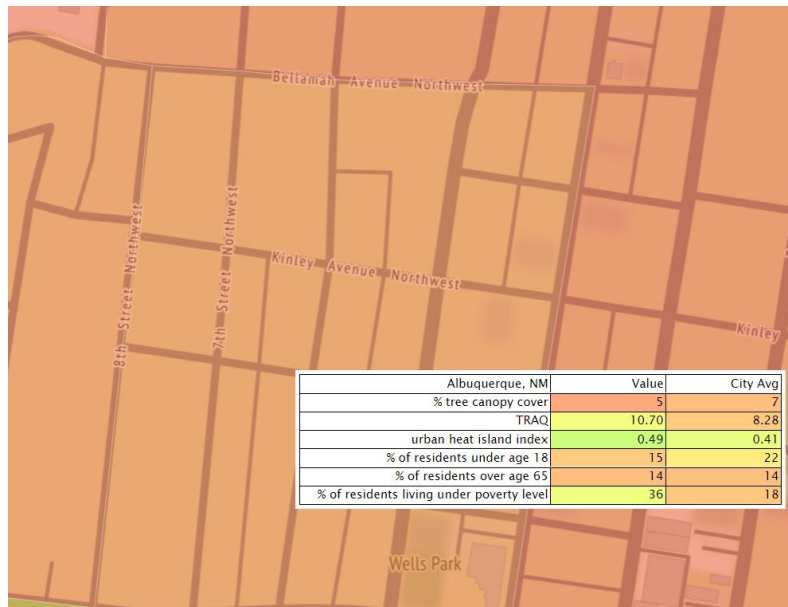 Bellamah Avenue Northwest
8th Street Northwest
7th Street Northwest
Kinley Avenue Northwest
Kinley
Albuquerque, NM Value City Avg
% tree canopy cover 5 7
TRAQ 10.70 8.28
urban heat island index 0.49 0.41
% of residents under age 18 15 22
% of residents over age 65 14 14
% of residents living under poverty level 36 18
Wells Park